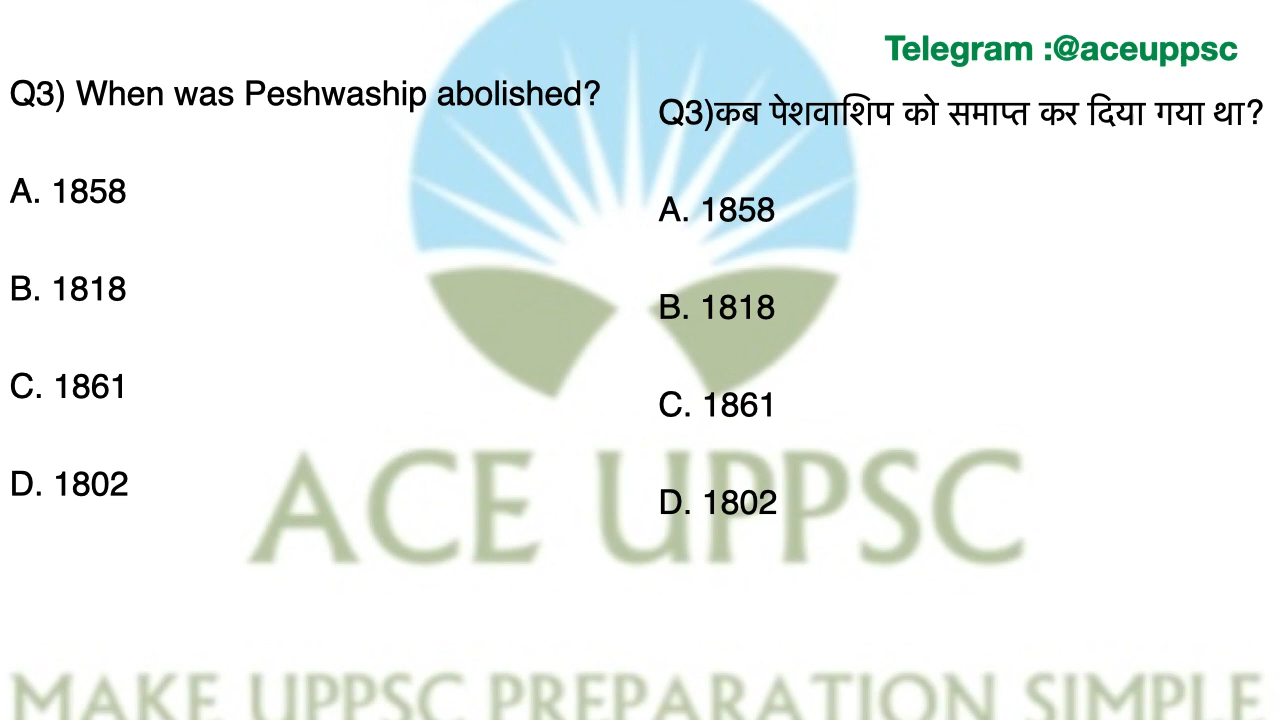 Telegram :@aceuppsc
Q3) When was Peshwaship abolished?
A. 1858
B. 1818
C. 1861
D. 1802
Q3)कब पेशवाशिप को समाप्त कर दिया गया था?
A. 1858
B. 1818
C. 1861
D. 1802
ACE UPPSC
MAKE UPPSC PREPARATION SIMPLE